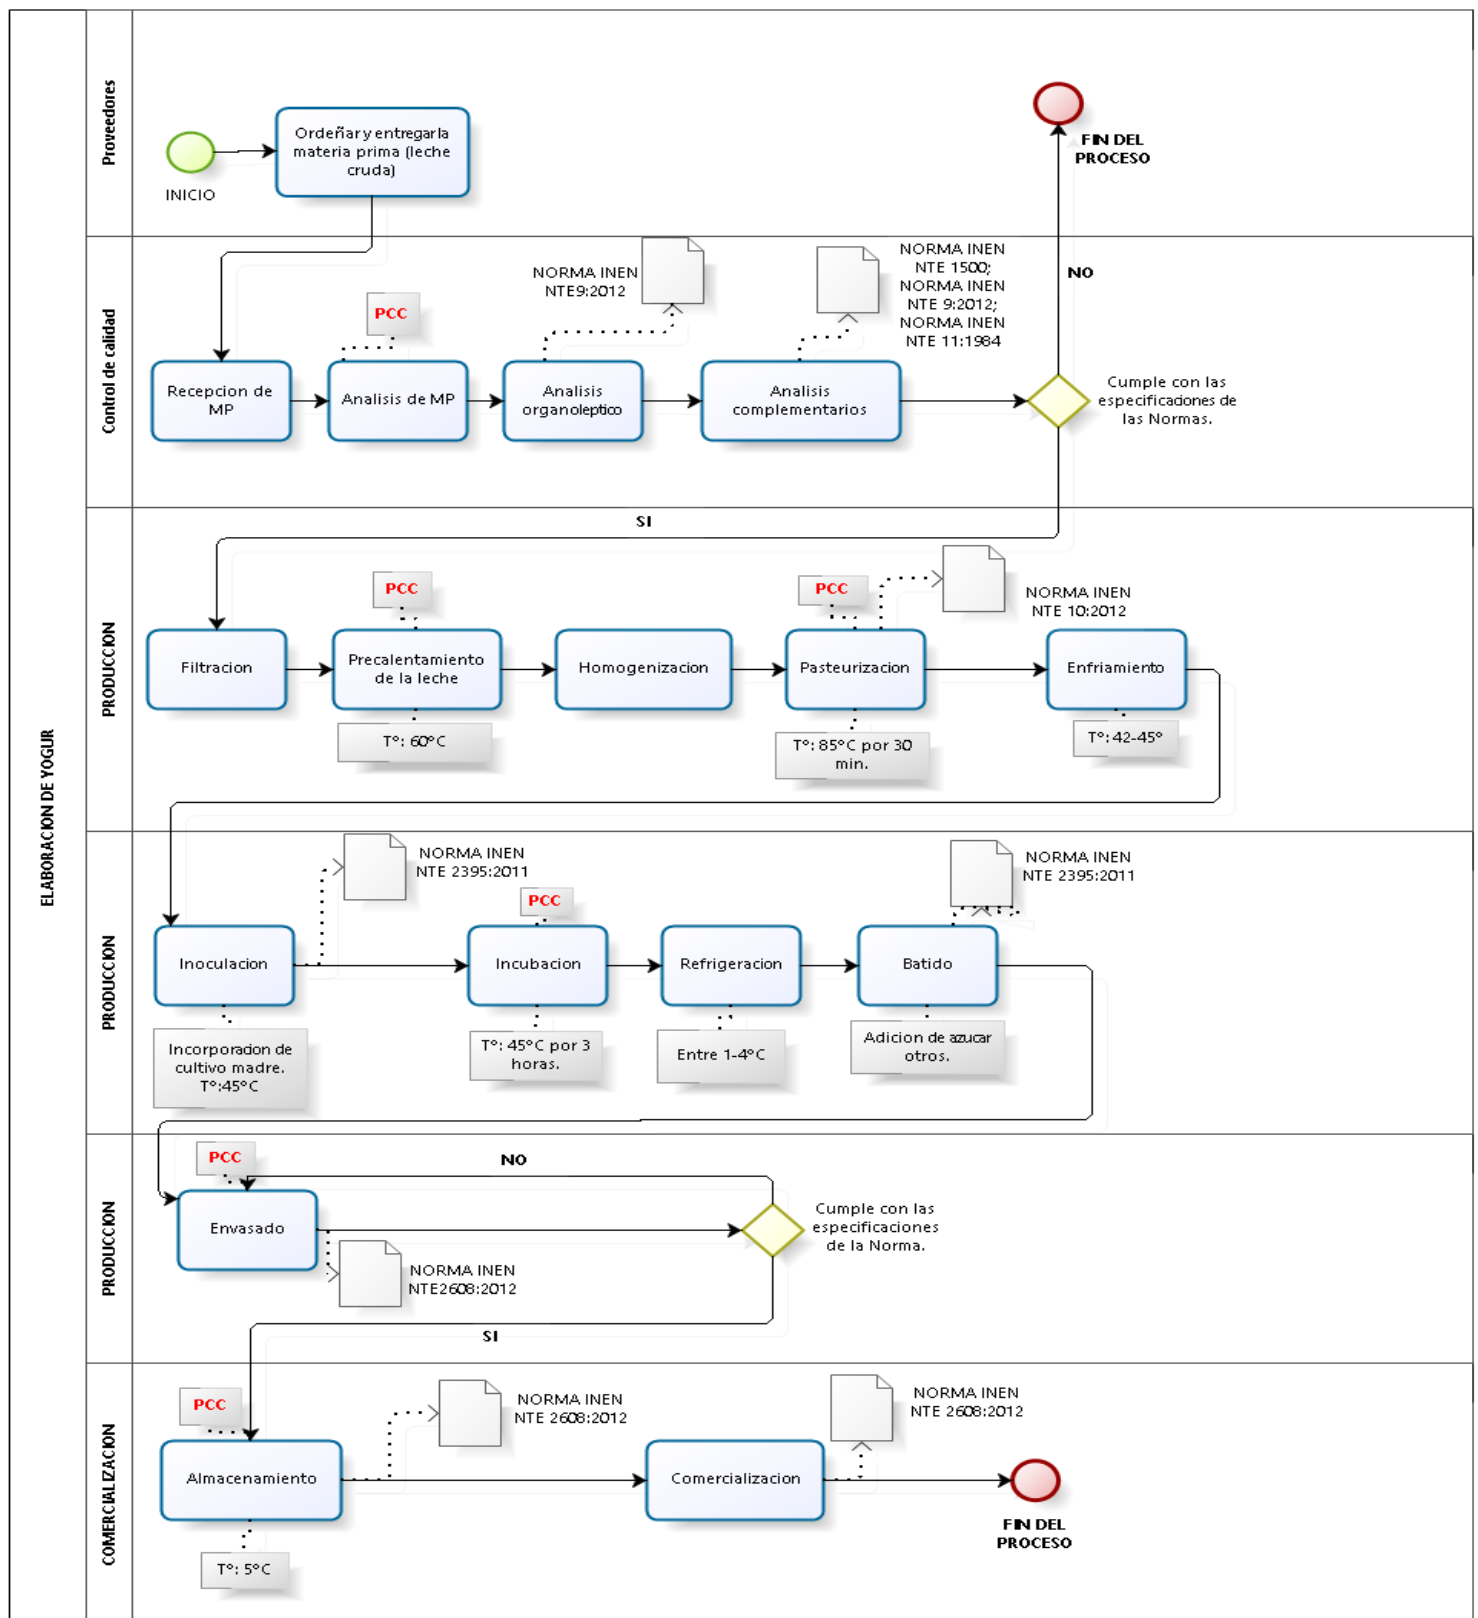 ELABORACION DE YOGUR
Proveedores
INICIO
Ordeñar y entregar la
materia prima (leche
cruda)
FIN DEL
PROCESO
Control de calidad
Recepcion de
MP
PCC
Analisis de MP
NORMA INEN
NTE9:2012
Analisis
organoleptico
NORMA INEN
NTE 1500;
NORMA INEN
NTE 9:2012;
NORMA INEN
NTE 11:1984
Analisis
complementarios
NO
Cumple con las
especificaciones de
las Normas.
SI
PRODUCCION
Filtracion
PCC
Precalentamiento
de la leche
T°: 60°C
Homogenizacion
PCC
NORMA INEN
NTE 10:2012
Pasteurizacion
T°: 85°C por 30
min.
Enfriamiento
T°: 42-45°
PRODUCCION
NORMA INEN
NTE 2395:2011
Inoculacion
Incorporacion de
cultivo madre.
T°:45°C
PCC
Incubacion
T°: 45°C por 3
horas.
Refrigeracion
Entre 1-4°C
NORMA INEN
NTE 2395:2011
Batido
Adicion de azucar
otros.
PRODUCCION
PCC
NO
Envasado
NORMA INEN
NTE2608:2012
Cumple con las
especificaciones
de la Norma.
SI
COMERCIALIZACION
PCC
NORMA INEN
NTE 2608:2012
Almacenamiento
T°: 5°C
NORMA INEN
NTE 2608:2012
Comercializacion
FIN DEL
PROCESO